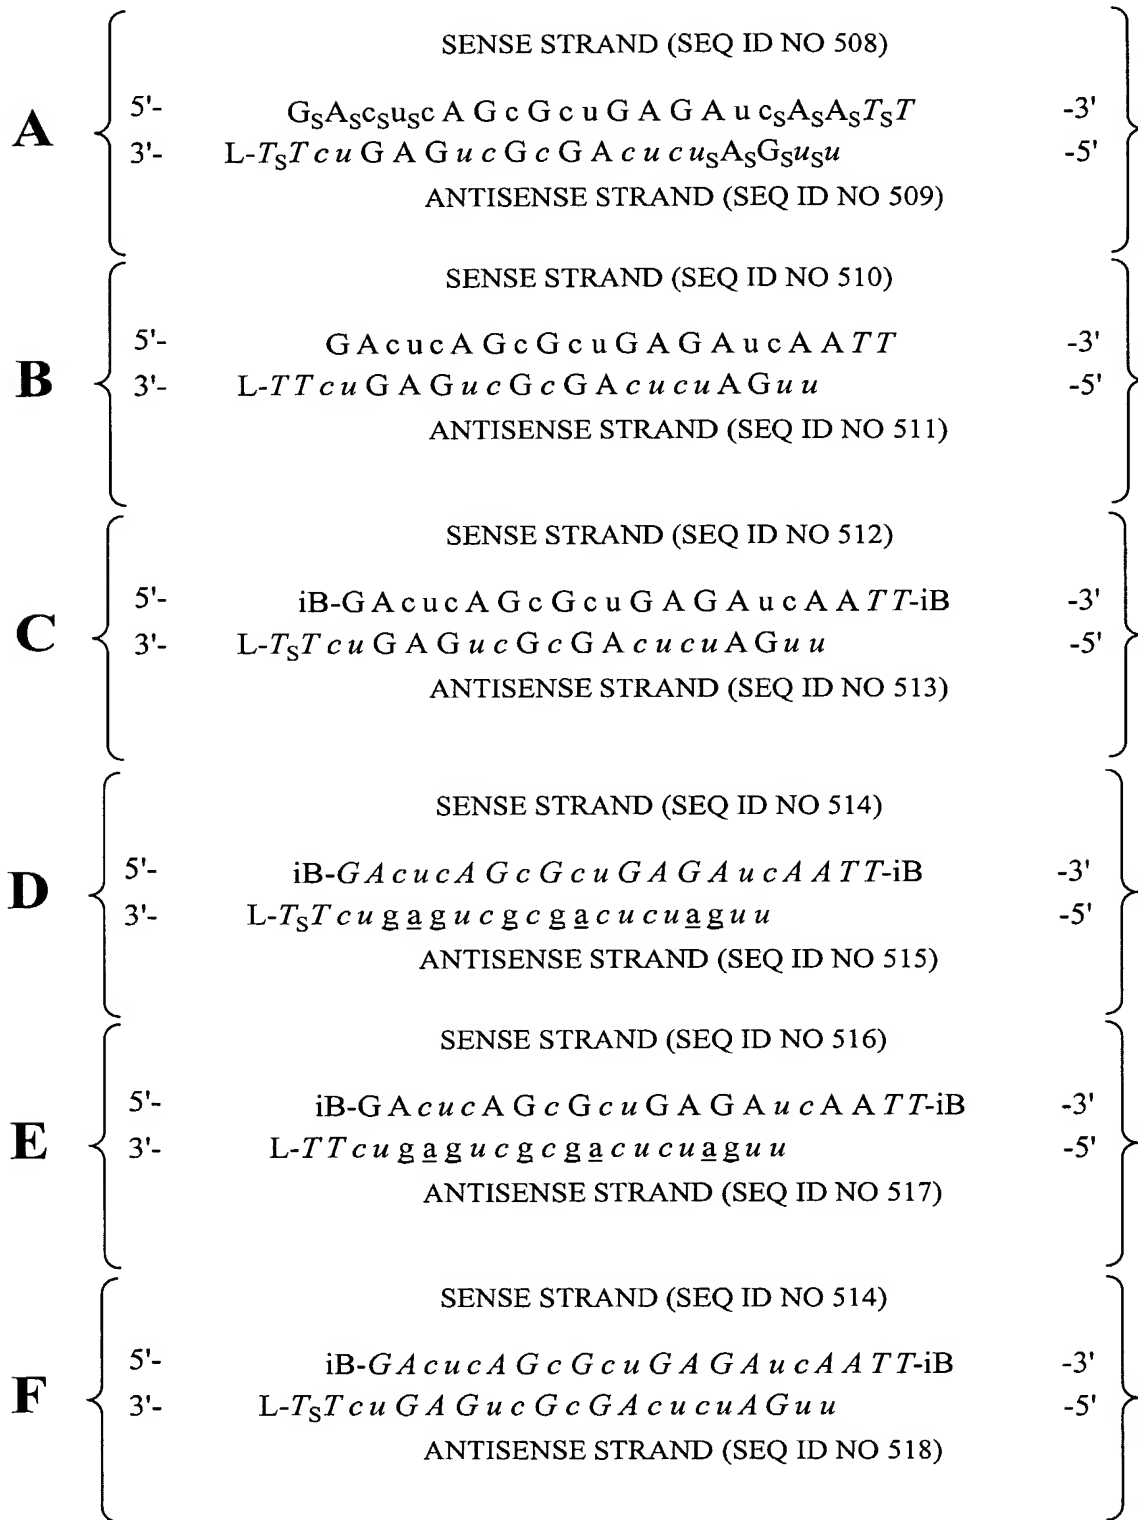 SENSE STRAND (SEQ ID NO 508)
A
5'- GₛAₛcₛuₛc A G c G c u G A G A u cₛAₛAₛTₛT -3'
3'- L-TₛT c u G A G u c G c G A c u c uₛAₛGₛuₛu -5'
ANTISENSE STRAND (SEQ ID NO 509)
SENSE STRAND (SEQ ID NO 510)
B
5'- G A c u c A G c G c u G A G A u c A A T T -3'
3'- L-T T c u G A G u c G c G A c u c u A G u u -5'
ANTISENSE STRAND (SEQ ID NO 511)
SENSE STRAND (SEQ ID NO 512)
C
5'- iB-G A c u c A G c G c u G A G A u c A A T T-iB -3'
3'- L-TₛT c u G A G u c G c G A c u c u A G u u -5'
ANTISENSE STRAND (SEQ ID NO 513)
SENSE STRAND (SEQ ID NO 514)
D
5'- iB-G A c u c A G c G c u G A G A u c A A T T-iB -3'
3'- L-TₛT c u g a g u c g c g a c u c u a g u u -5'
ANTISENSE STRAND (SEQ ID NO 515)
SENSE STRAND (SEQ ID NO 516)
E
5'- iB-G A c u c A G c G c u G A G A u c A A T T-iB -3'
3'- L-T T c u g a g u c g c g a c u c u a g u u -5'
ANTISENSE STRAND (SEQ ID NO 517)
SENSE STRAND (SEQ ID NO 514)
F
5'- iB-G A c u c A G c G c u G A G A u c A A T T-iB -3'
3'- L-TₛT c u G A G u c G c G A c u c u A G u u -5'
ANTISENSE STRAND (SEQ ID NO 518)